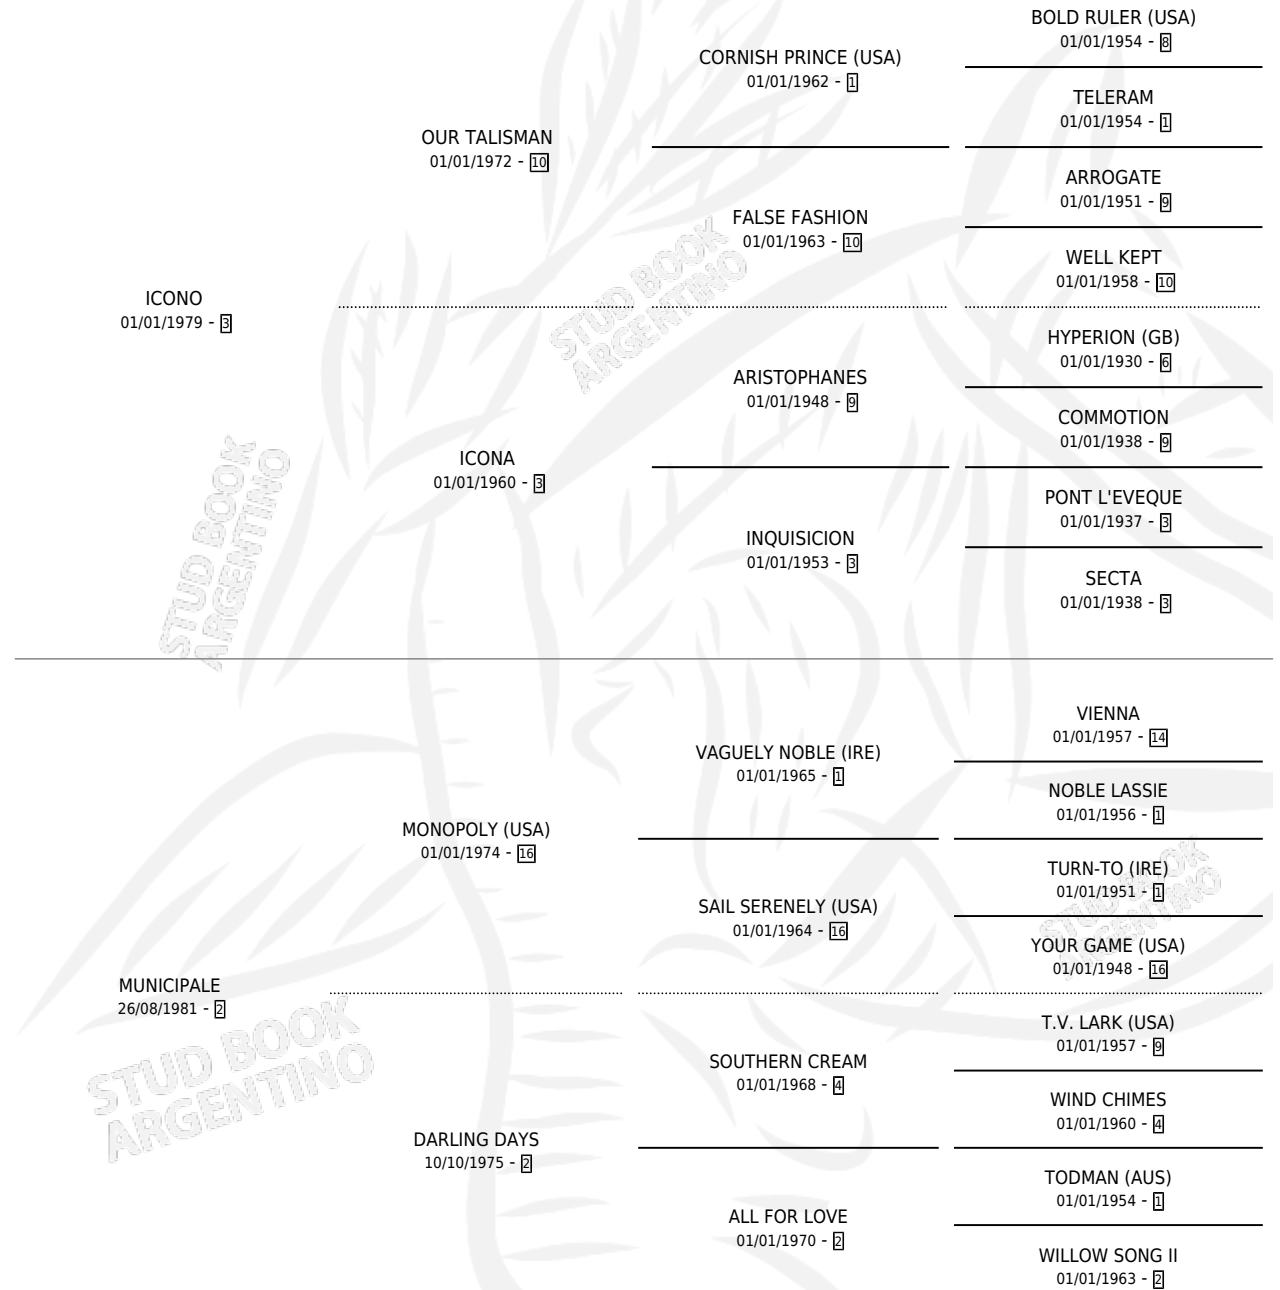 BOLD RULER (USA)
01/01/1954 - 8
CORNISH PRINCE (USA)
01/01/1962 - 1
TELERAM
01/01/1954 - 1
OUR TALISMAN
01/01/1972 - 10
ARROGATE
01/01/1951 - 9
FALSE FASHION
01/01/1963 - 10
WELL KEPT
01/01/1958 - 10
ICONO
01/01/1979 - 3
HYPERION (GB)
01/01/1930 - 6
ARISTOPHANES
01/01/1948 - 9
COMMOTION
01/01/1938 - 9
ICONA
01/01/1960 - 3
PONT L'EVEQUE
01/01/1937 - 3
INQUISICION
01/01/1953 - 3
SECTA
01/01/1938 - 3
VIENNA
01/01/1957 - 14
VAGUELY NOBLE (IRE)
01/01/1965 - 1
NOBLE LASSIE
01/01/1956 - 1
MONOPOLY (USA)
01/01/1974 - 16
TURN-TO (IRE)
01/01/1951 - 1
SAIL SERENELY (USA)
01/01/1964 - 16
YOUR GAME (USA)
01/01/1948 - 16
MUNICIPALE
26/08/1981 - 2
T.V. LARK (USA)
01/01/1957 - 9
SOUTHERN CREAM
01/01/1968 - 4
WIND CHIMES
01/01/1960 - 4
DARLING DAYS
10/10/1975 - 2
TODMAN (AUS)
01/01/1954 - 1
ALL FOR LOVE
01/01/1970 - 2
WILLOW SONG II
01/01/1963 - 2
STUD BOOK
ARGENTINO
STUD BOOK
ARGENTINO
STUD BOOK
ARGENTINO
STUD BOOK
ARGENTINO